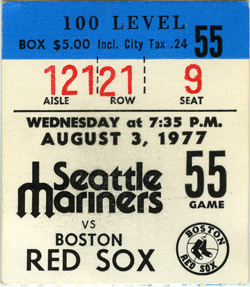 100 LEVEL
BOX $5.00 Incl. City Tax .24 55
121 21 9
AISLE ROW SEAT
WEDNESDAY at 7:35 P.M.
AUGUST 3, 1977
Seattle
Mariners
55
GAME
VS
BOSTON
RED SOX
BOSTON
RED SOX